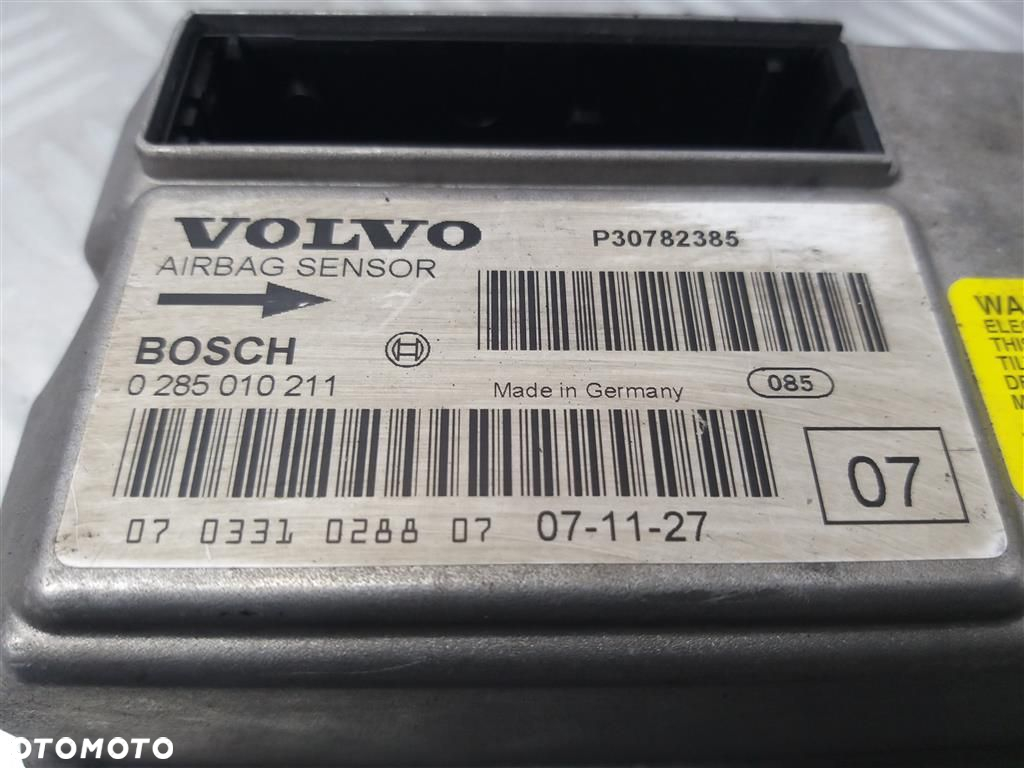 VOLVO
P30782385
AIRBAG SENSOR
BOSCH
0 285 010 211
Made in Germany
085
07
07 0331 0288 07 07-11-27
OTOMOTO